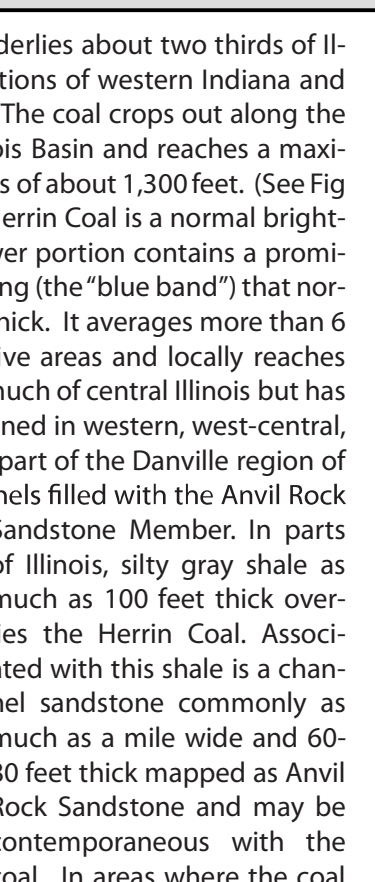 derlies about two thirds of Il-
tions of western Indiana and
The coal crops out along the
ois Basin and reaches a maxi-
s of about 1,300 feet. (See Fig
errin Coal is a normal bright-
ver portion contains a promi-
ng (the “blue band”) that nor-
hick. It averages more than 6
ive areas and locally reaches
nuch of central Illinois but has
ned in western, west-central,
part of the Danville region of
nels filled with the Anvil Rock
Sandstone Member. In parts
of Illinois, silty gray shale as
much as 100 feet thick over-
ies the Herrin Coal. Associ-
ated with this shale is a chan-
nel sandstone commonly as
much as a mile wide and 60-
80 feet thick mapped as Anvil
Rock Sandstone and may be
contemporaneous with the
coal. In areas where the coal